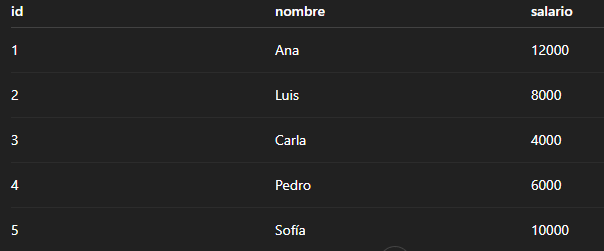 id nombre salario
1 Ana 12000
2 Luis 8000
3 Carla 4000
4 Pedro 6000
5 Sofía 10000